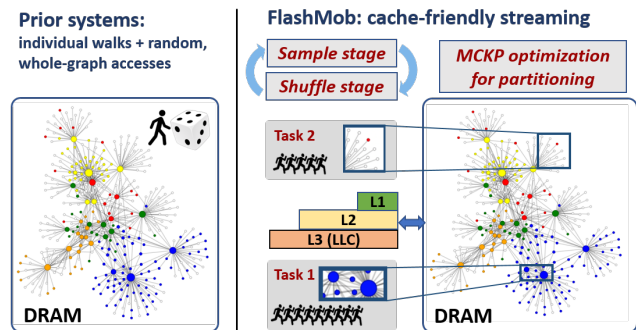 Prior systems:
individual walks + random,
whole-graph accesses
DRAM
FlashMob: cache-friendly streaming
Sample stage
Shuffle stage
MCKP optimization
for partitioning
Task 2
L1
L2
L3 (LLC)
Task 1
DRAM